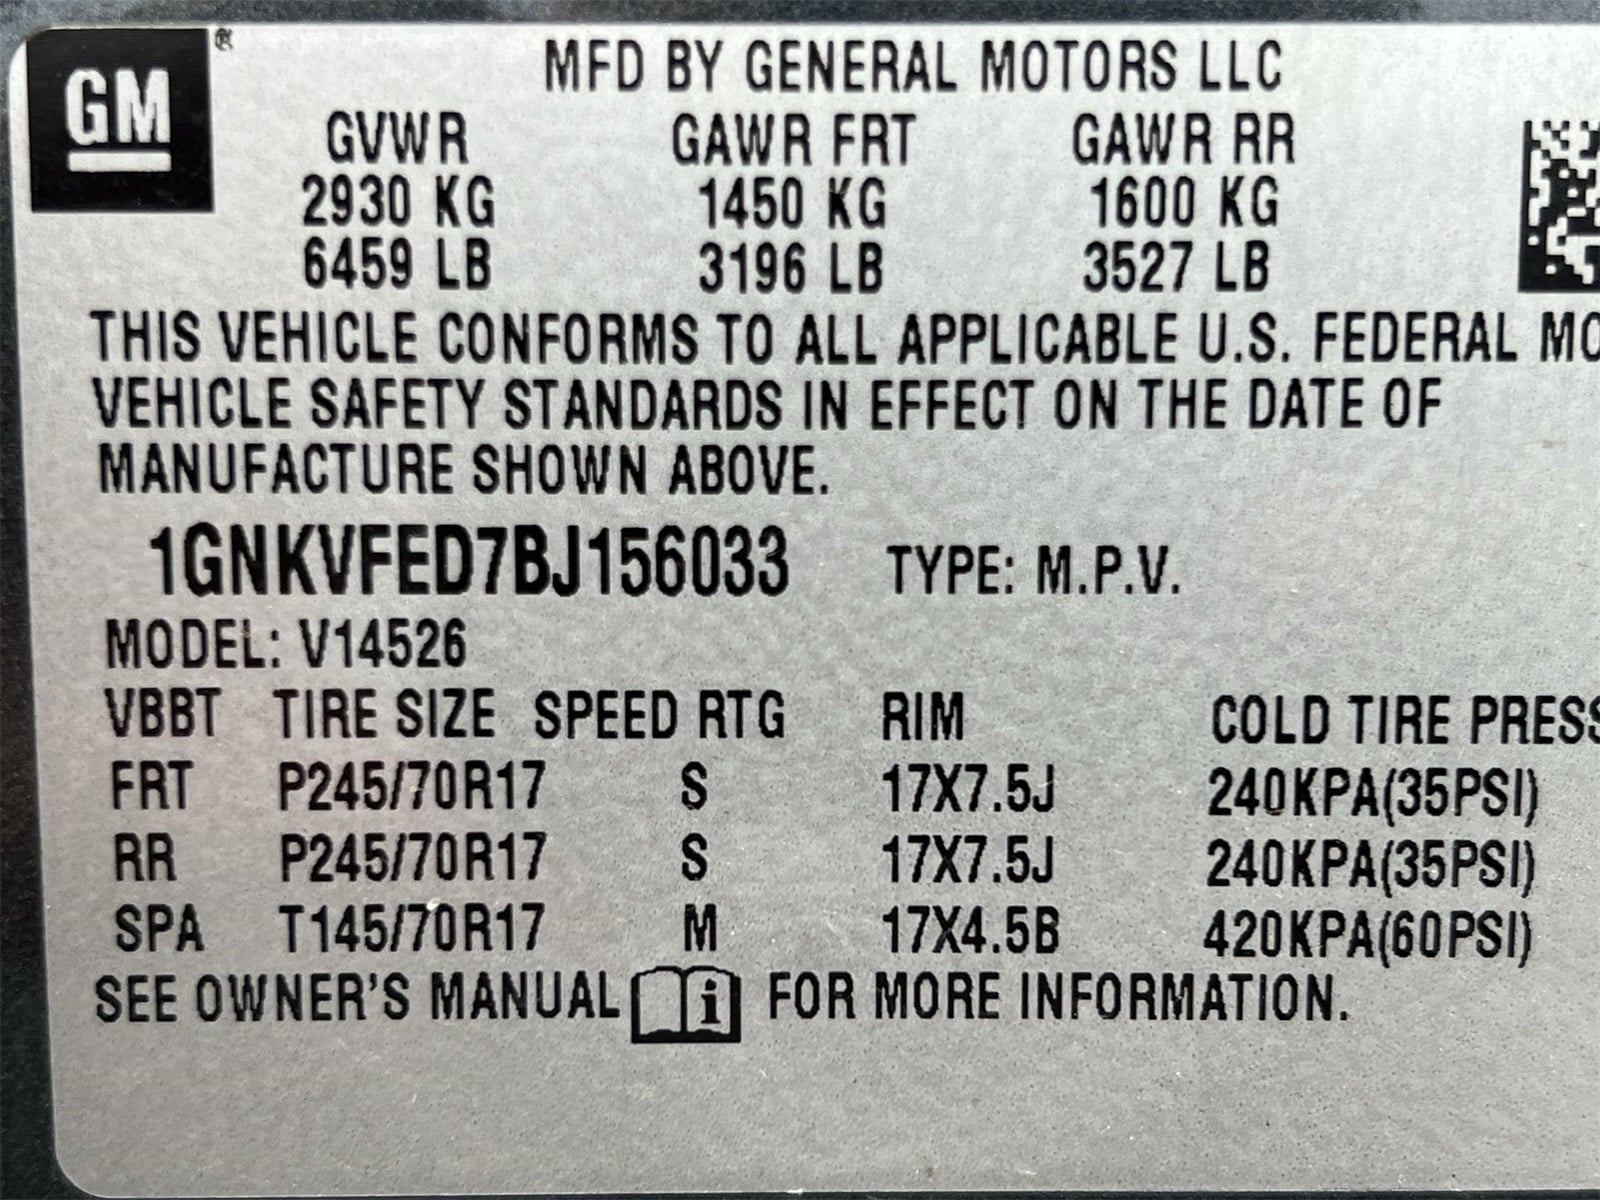 GM ®
MFD BY GENERAL MOTORS LLC
GVWR GAWR FRT GAWR RR
2930 KG 1450 KG 1600 KG
6459 LB 3196 LB 3527 LB
THIS VEHICLE CONFORMS TO ALL APPLICABLE U.S. FEDERAL MO
VEHICLE SAFETY STANDARDS IN EFFECT ON THE DATE OF
MANUFACTURE SHOWN ABOVE.
1GNKVFED7BJ156033 TYPE: M.P.V.
MODEL: V14526
VBBT TIRE SIZE SPEED RTG RIM COLD TIRE PRESS
FRT P245/70R17 S 17X7.5J 240KPA(35PSI)
RR P245/70R17 S 17X7.5J 240KPA(35PSI)
SPA T145/70R17 M 17X4.5B 420KPA(60PSI)
SEE OWNER'S MANUAL i FOR MORE INFORMATION.